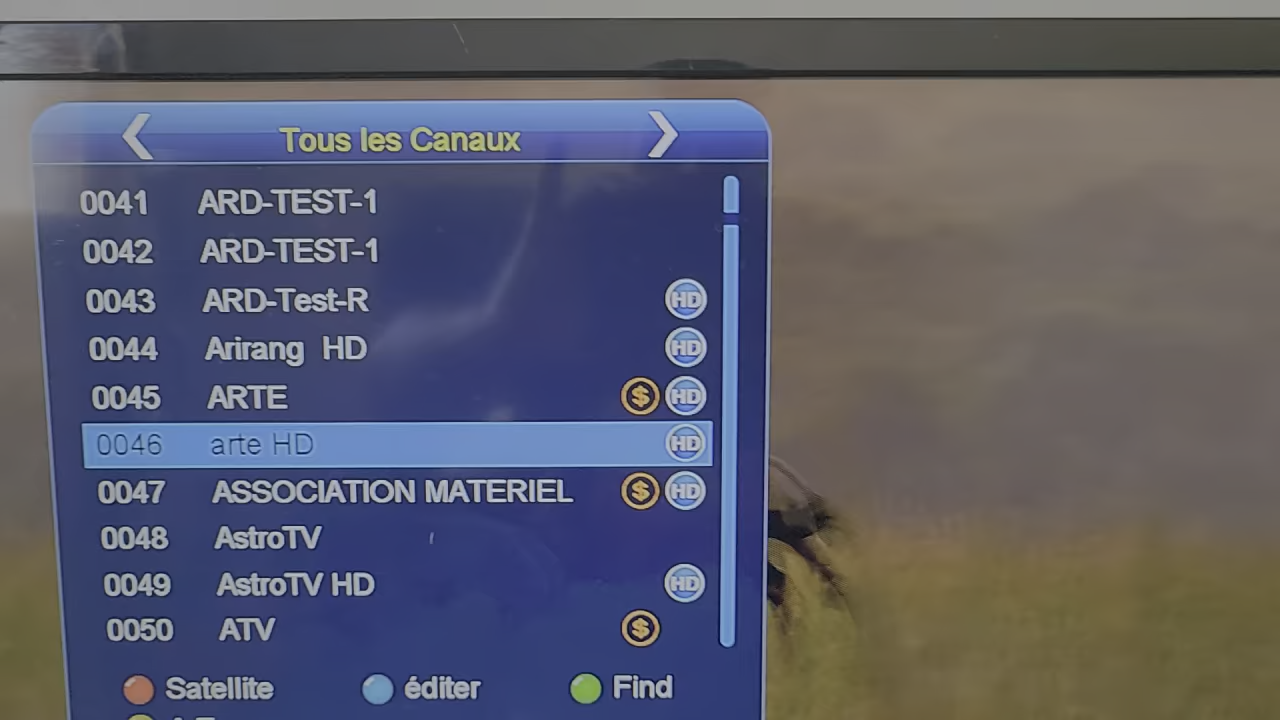 Tous les Canaux
0041 ARD-TEST-1
0042 ARD-TEST-1
0043 ARD-Test-R HD
0044 Arirang HD HD
0045 ARTE $ HD
0046 arte HD HD
0047 ASSOCIATION MATERIEL $ HD
0048 AstroTV
0049 AstroTV HD HD
0050 ATV $
Satellite éditer Find